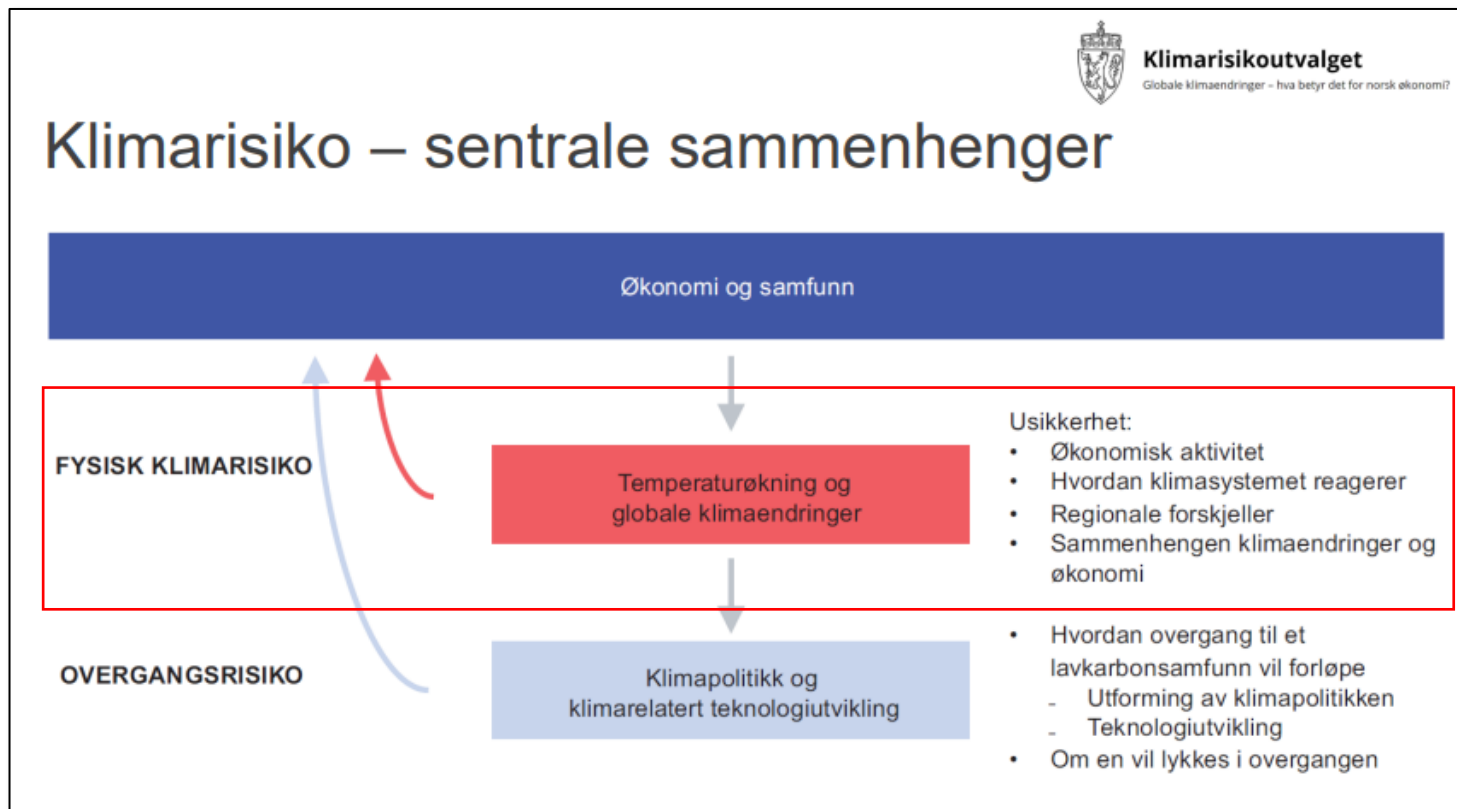 Klimarisikoutvalget
Globale klimaendringer – hva betyr det for norsk økonomi?
Klimarisiko – sentrale sammenhenger
Økonomi og samfunn
FYSISK KLIMARISIKO
Temperaturøkning og
globale klimaendringer
Usikkerhet:
• Økonomisk aktivitet
• Hvordan klimasystemet reagerer
• Regionale forskjeller
• Sammenhengen klimaendringer og
økonomi
OVERGANGSRISIKO
Klimapolitikk og
klimarelatert teknologiutvikling
• Hvordan overgang til et
lavkarbonsamfunn vil forløpe
- Utforming av klimapolitikken
- Teknologiutvikling
• Om en vil lykkes i overgangen